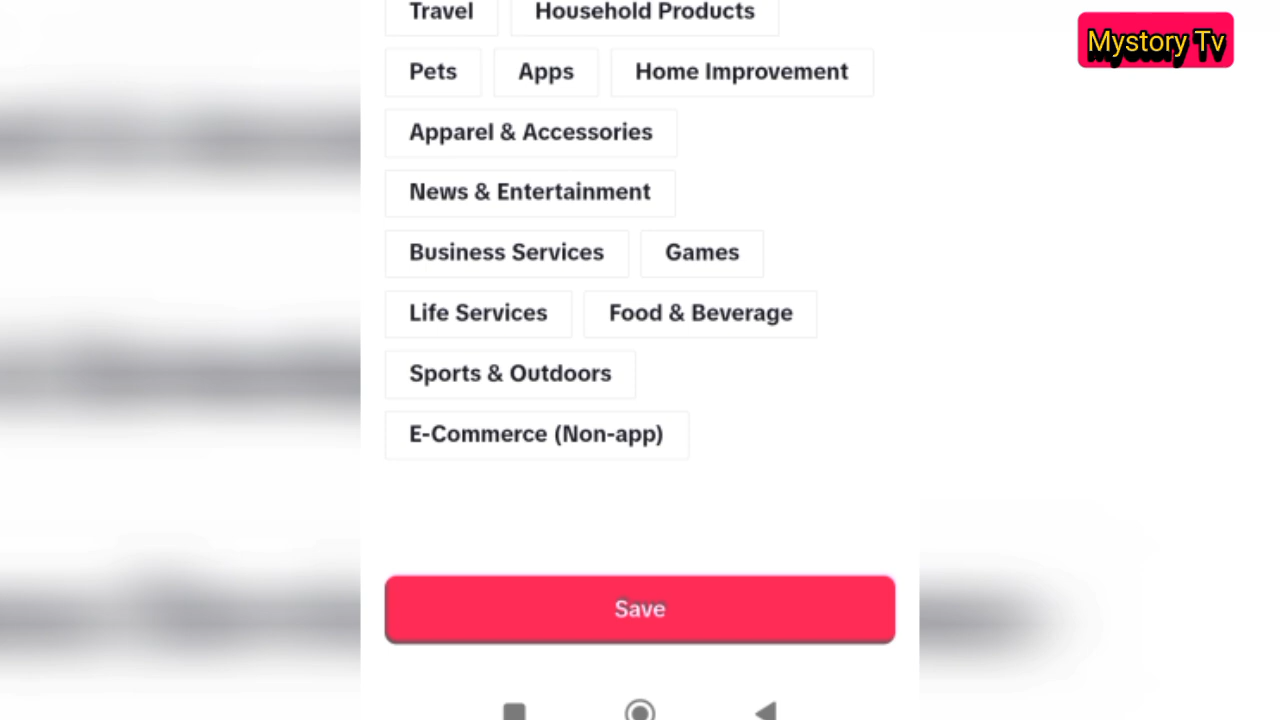 Mystory Tv
Travel Household Products
Pets Apps Home Improvement
Apparel & Accessories
News & Entertainment
Business Services Games
Life Services Food & Beverage
Sports & Outdoors
E-Commerce (Non-app)
Save